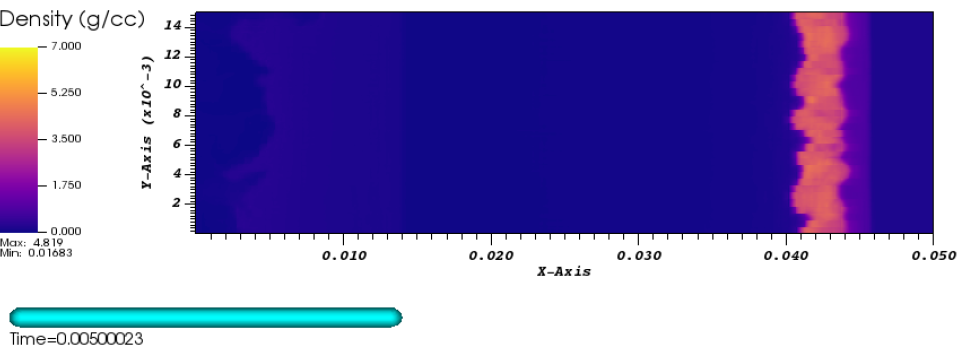 Density (g/cc)
7.000
5.250
3.500
1.750
0.000
Max: 4.819
Min: 0.01683
Y-Axis (x10^-3)
14
12
10
8
6
4
2
0.010 0.020 0.030 0.040 0.050
X-Axis
Time=0.00500023